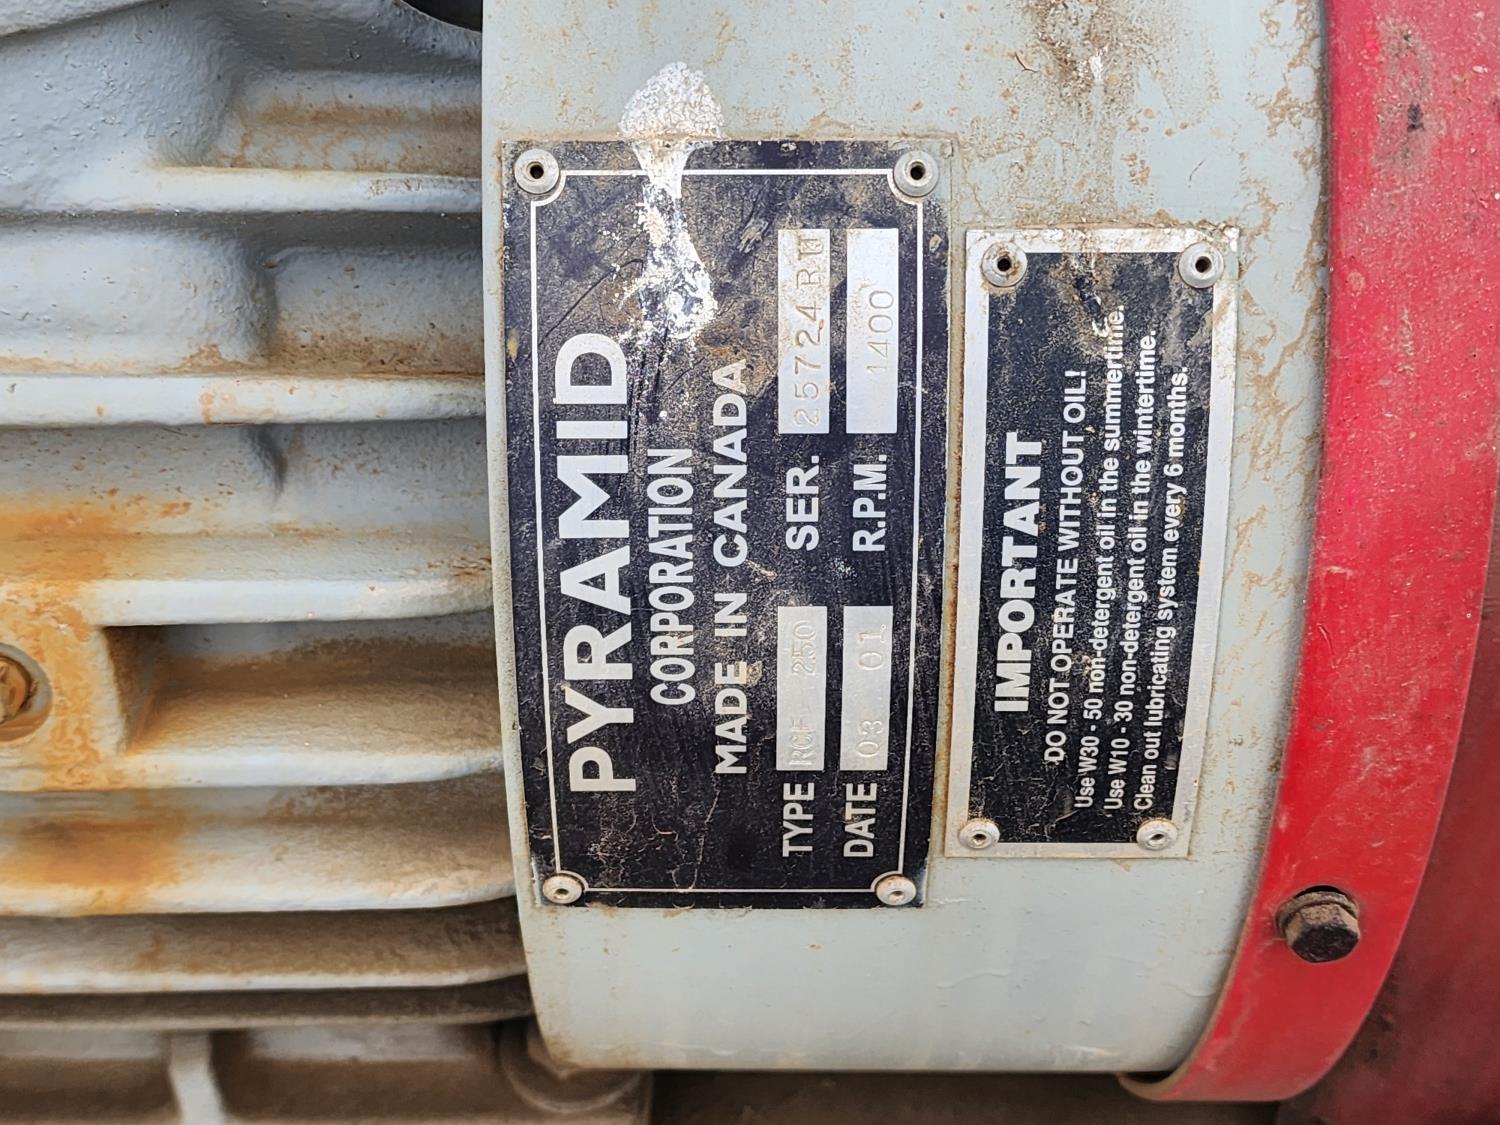 PYRAMID
CORPORATION
MADE IN CANADA
TYPE RCF 250 SER. 25724BU
DATE 03 01 R.P.M. 1400
IMPORTANT
DO NOT OPERATE WITHOUT OIL!
Use W30 - 50 non-detergent oil in the summertime.
Use W10 - 30 non-detergent oil in the wintertime.
Clean out lubricating system every 6 months.